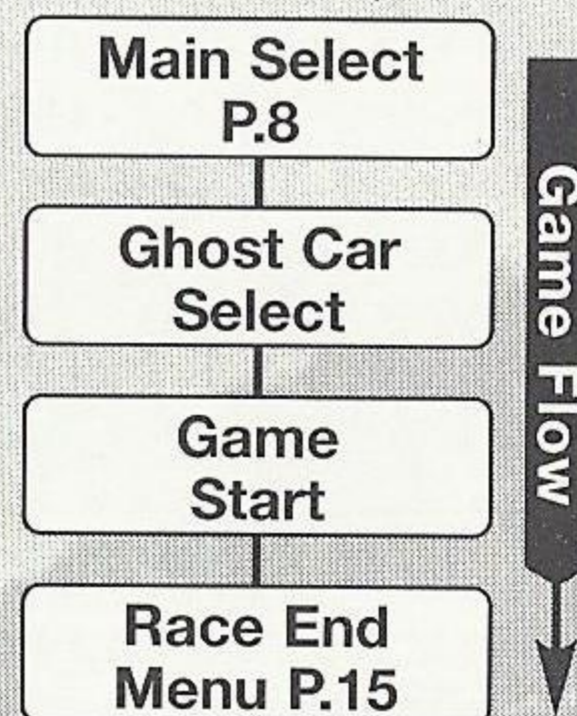 Main Select
P.8
Ghost Car
Select
Game
Start
Race End
Menu P.15
Game Flow